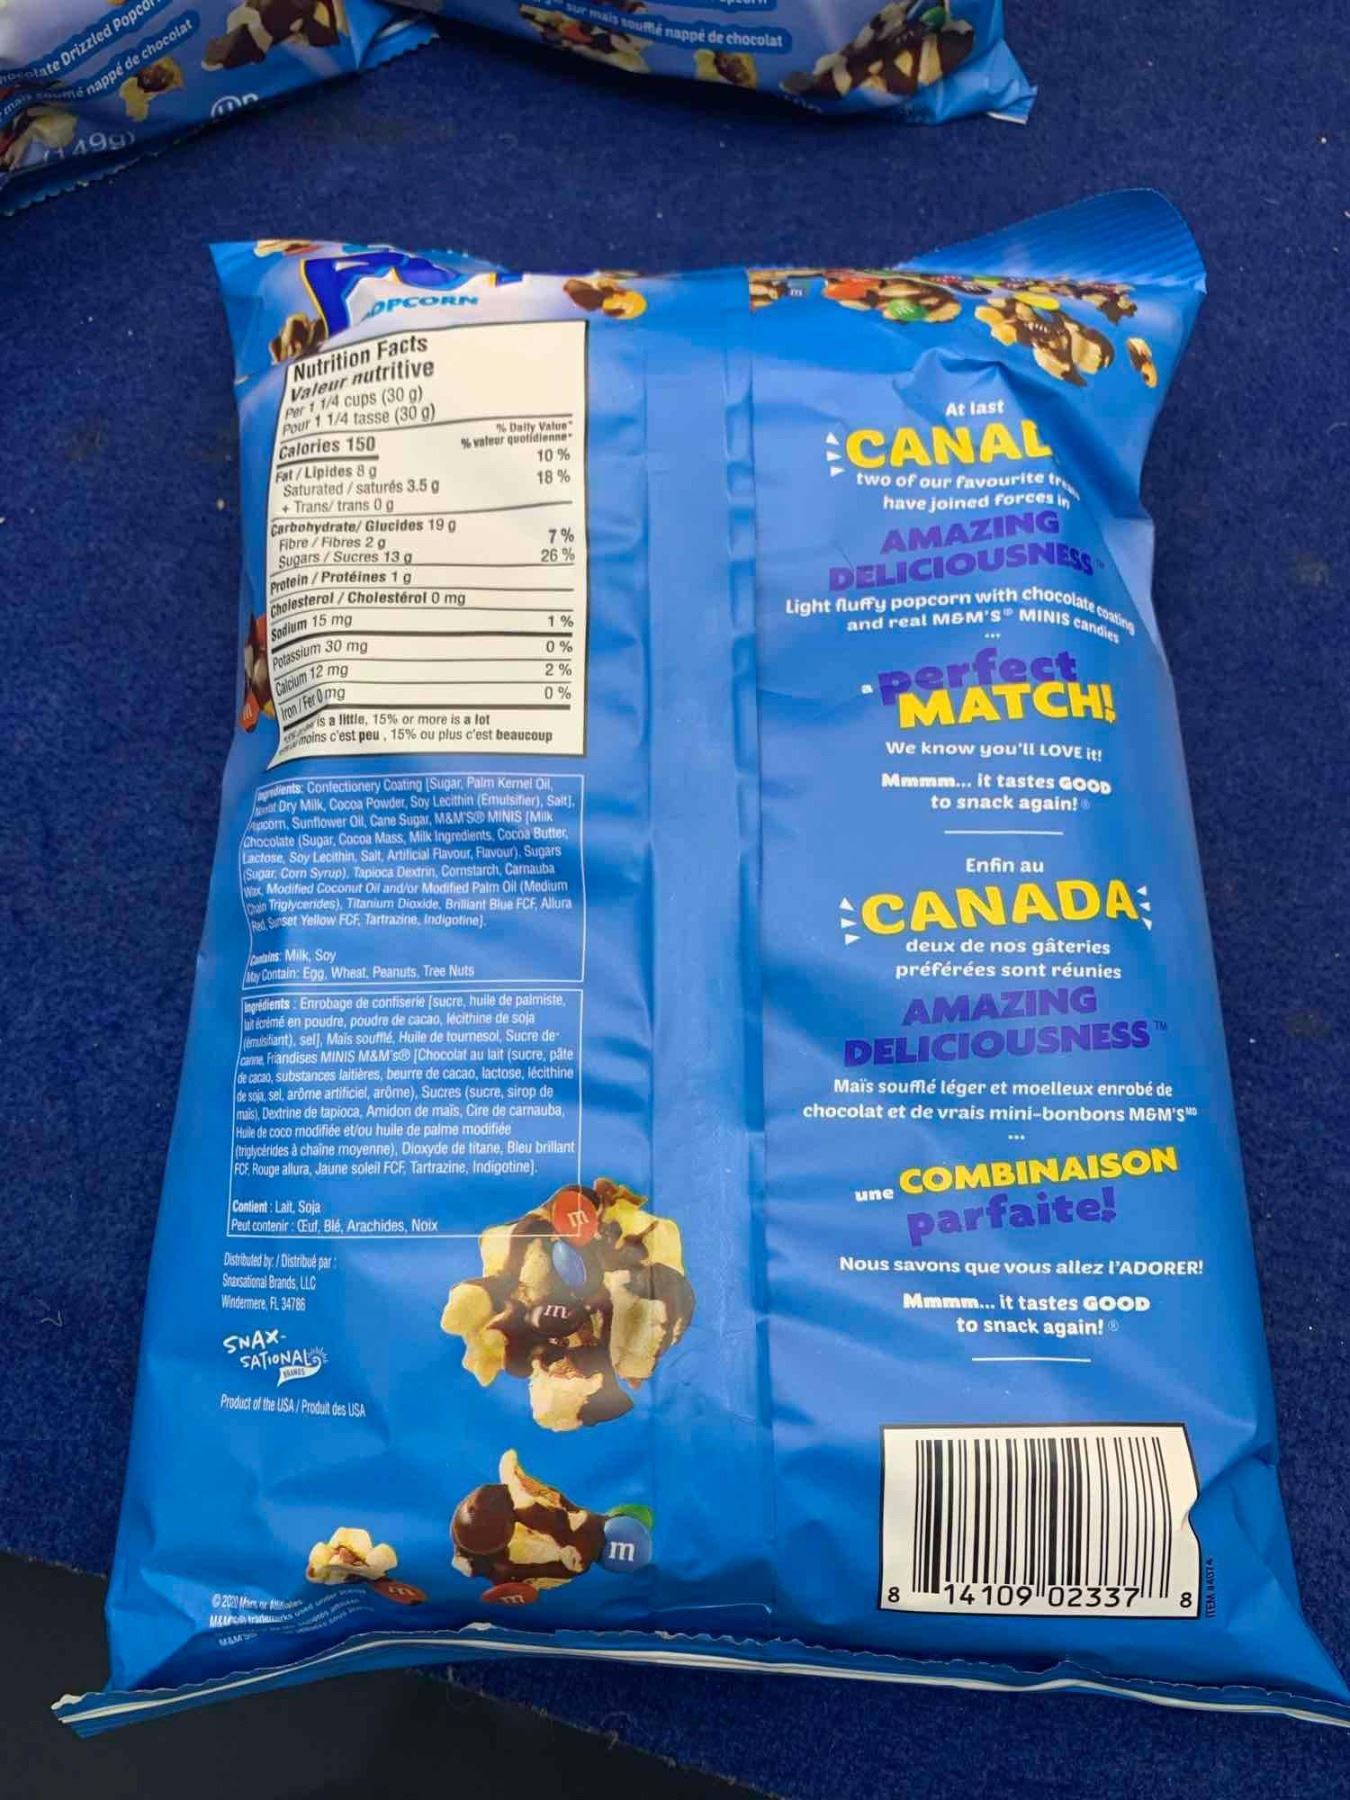 ocolate Drizzled Popcor
maïs soufflé nappé de chocolat
(149g)
sur maïs soufflé nappé de chocolat
OPCORN
Nutrition Facts
Valeur nutritive
Per 1 1/4 cups (30 g)
Pour 1 1/4 tasse (30 g)
% Daily Value*
% valeur quotidienne*
Calories 150
Fat / Lipides 8 g 10 %
Saturated / saturés 3.5 g 18 %
+ Trans/ trans 0 g
Carbohydrate/ Glucides 19 g
Fibre / Fibres 2 g 7 %
Sugars / Sucres 13 g 26 %
Protein / Protéines 1 g
Cholesterol / Cholestérol 0 mg
Sodium 15 mg 1 %
Potassium 30 mg 0 %
Calcium 12 mg 2 %
Iron / Fer 0 mg 0 %
is a little, 15% or more is a lot
moins c'est peu , 15% ou plus c'est beaucoup
Ingredients: Confectionery Coating [Sugar, Palm Kernel Oil,
Dry Milk, Cocoa Powder, Soy Lecithin (Emulsifier), Salt],
Popcorn, Sunflower Oil, Cane Sugar, M&M'S® MINIS [Milk
Chocolate (Sugar, Cocoa Mass, Milk Ingredients, Cocoa Butter,
Lactose, Soy Lecithin, Salt, Artificial Flavour, Flavour), Sugars
(Sugar, Corn Syrup), Tapioca Dextrin, Cornstarch, Carnauba
Wax, Modified Coconut Oil and/or Modified Palm Oil (Medium
Chain Triglycerides), Titanium Dioxide, Brilliant Blue FCF, Allura
Red, Sunset Yellow FCF, Tartrazine, Indigotine].
Contains: Milk, Soy
May Contain: Egg, Wheat, Peanuts, Tree Nuts
Ingrédients : Enrobage de confiserie [sucre, huile de palmiste,
lait écrémé en poudre, poudre de cacao, lécithine de soja
(émulsifiant), sel], Maïs soufflé, Huile de tournesol, Sucre de
canne, Friandises MINIS M&M's® [Chocolat au lait (sucre, pâte
de cacao, substances laitières, beurre de cacao, lactose, lécithine
de soja, sel, arôme artificiel, arôme), Sucres (sucre, sirop de
maïs), Dextrine de tapioca, Amidon de maïs, Cire de carnauba,
Huile de coco modifiée et/ou huile de palme modifiée
(triglycérides à chaîne moyenne), Dioxyde de titane, Bleu brillant
FCF, Rouge allura, Jaune soleil FCF, Tartrazine, Indigotine].
Contient : Lait, Soja
Peut contenir : Œuf, Blé, Arachides, Noix
Distributed by: / Distribué par :
Snaxsational Brands, LLC
Windermere, FL 34786
SNAX-
SATIONAL
BRANDS
Product of the USA / Produit des USA
© 2020 Mars or Affiliates
M&M'S® trademarks used under
M&M'S®
At last
CANAD
two of our favourite treats
have joined forces in
AMAZING
DELICIOUSNESS™
Light fluffy popcorn with chocolate coating
and real M&M'S® MINIS candies
...
a perfect
MATCH!
We know you'll LOVE it!
Mmmm... it tastes GOOD
to snack again!®
Enfin au
CANADA
deux de nos gâteries
préférées sont réunies
AMAZING
DELICIOUSNESS™
Maïs soufflé léger et moelleux enrobé de
chocolat et de vrais mini-bonbons M&M'S MD
...
une COMBINAISON
parfaite!
Nous savons que vous allez l'ADORER!
Mmmm... it tastes GOOD
to snack again!®
8 14109 02337 8
m
m
m
m